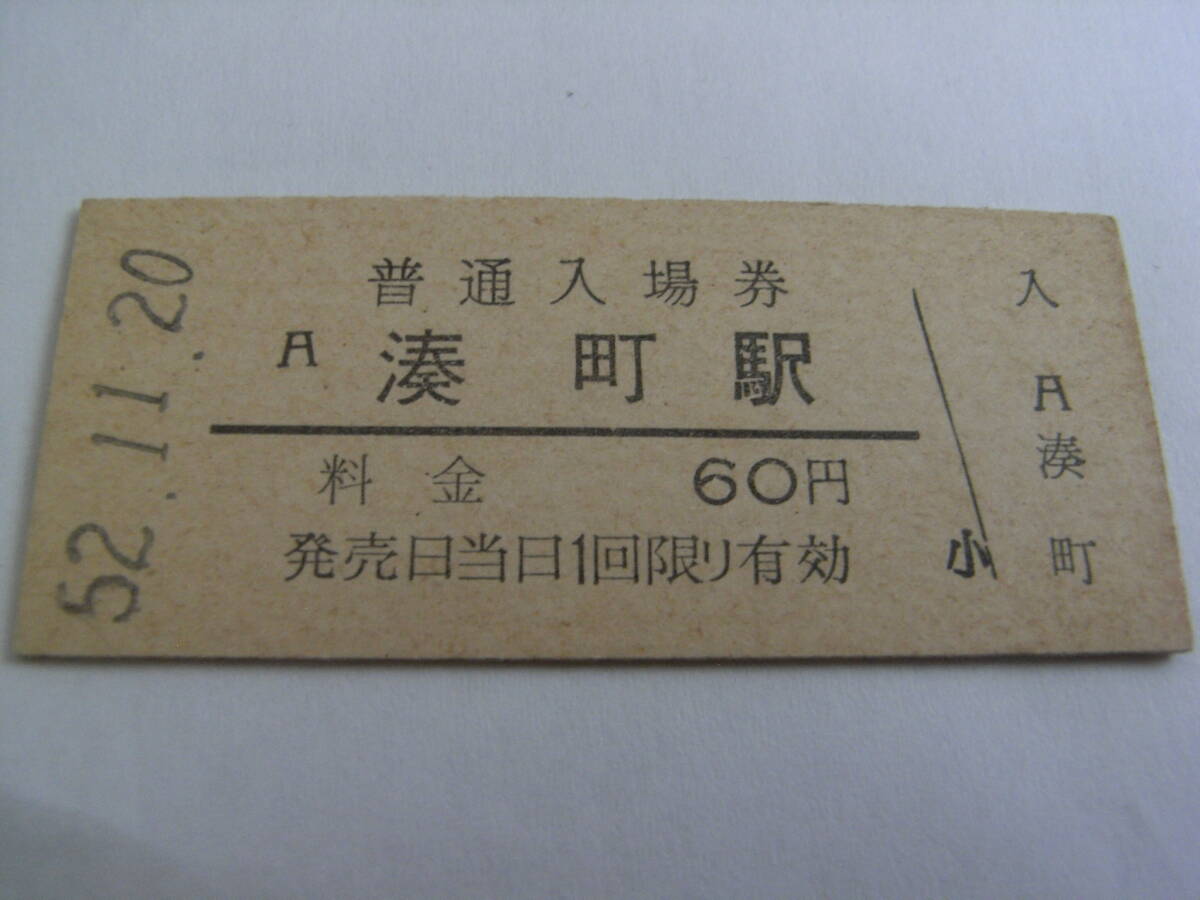 52.11.20
普通入場券
A 湊町駅
料金 60円
発売日当日1回限り有効
入
A
湊
町
小